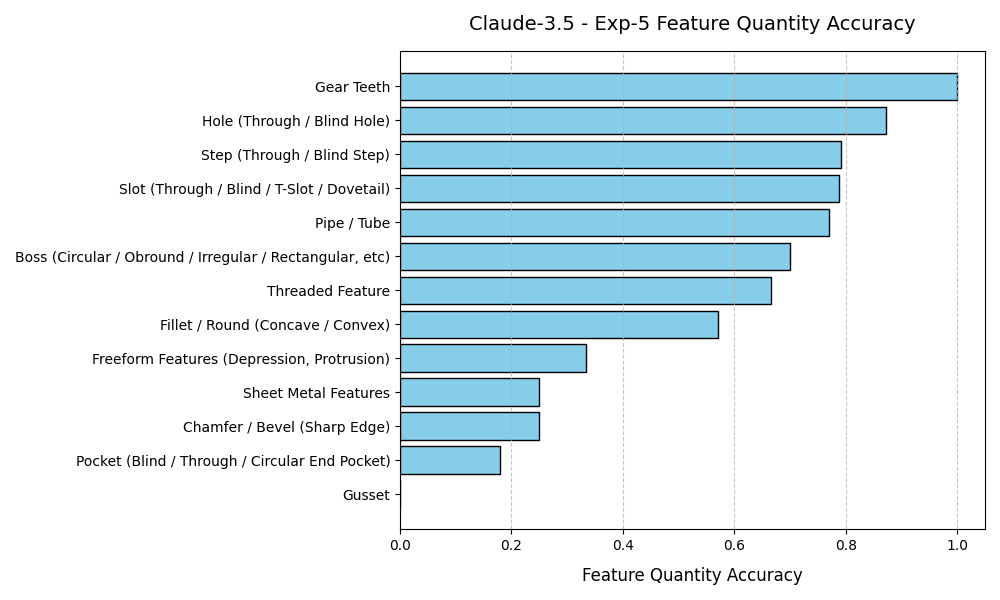 Claude-3.5 - Exp-5 Feature Quantity Accuracy
Gear Teeth
Hole (Through / Blind Hole)
Step (Through / Blind Step)
Slot (Through / Blind / T-Slot / Dovetail)
Pipe / Tube
Boss (Circular / Obround / Irregular / Rectangular, etc)
Threaded Feature
Fillet / Round (Concave / Convex)
Freeform Features (Depression, Protrusion)
Sheet Metal Features
Chamfer / Bevel (Sharp Edge)
Pocket (Blind / Through / Circular End Pocket)
Gusset
0.0 0.2 0.4 0.6 0.8 1.0
Feature Quantity Accuracy